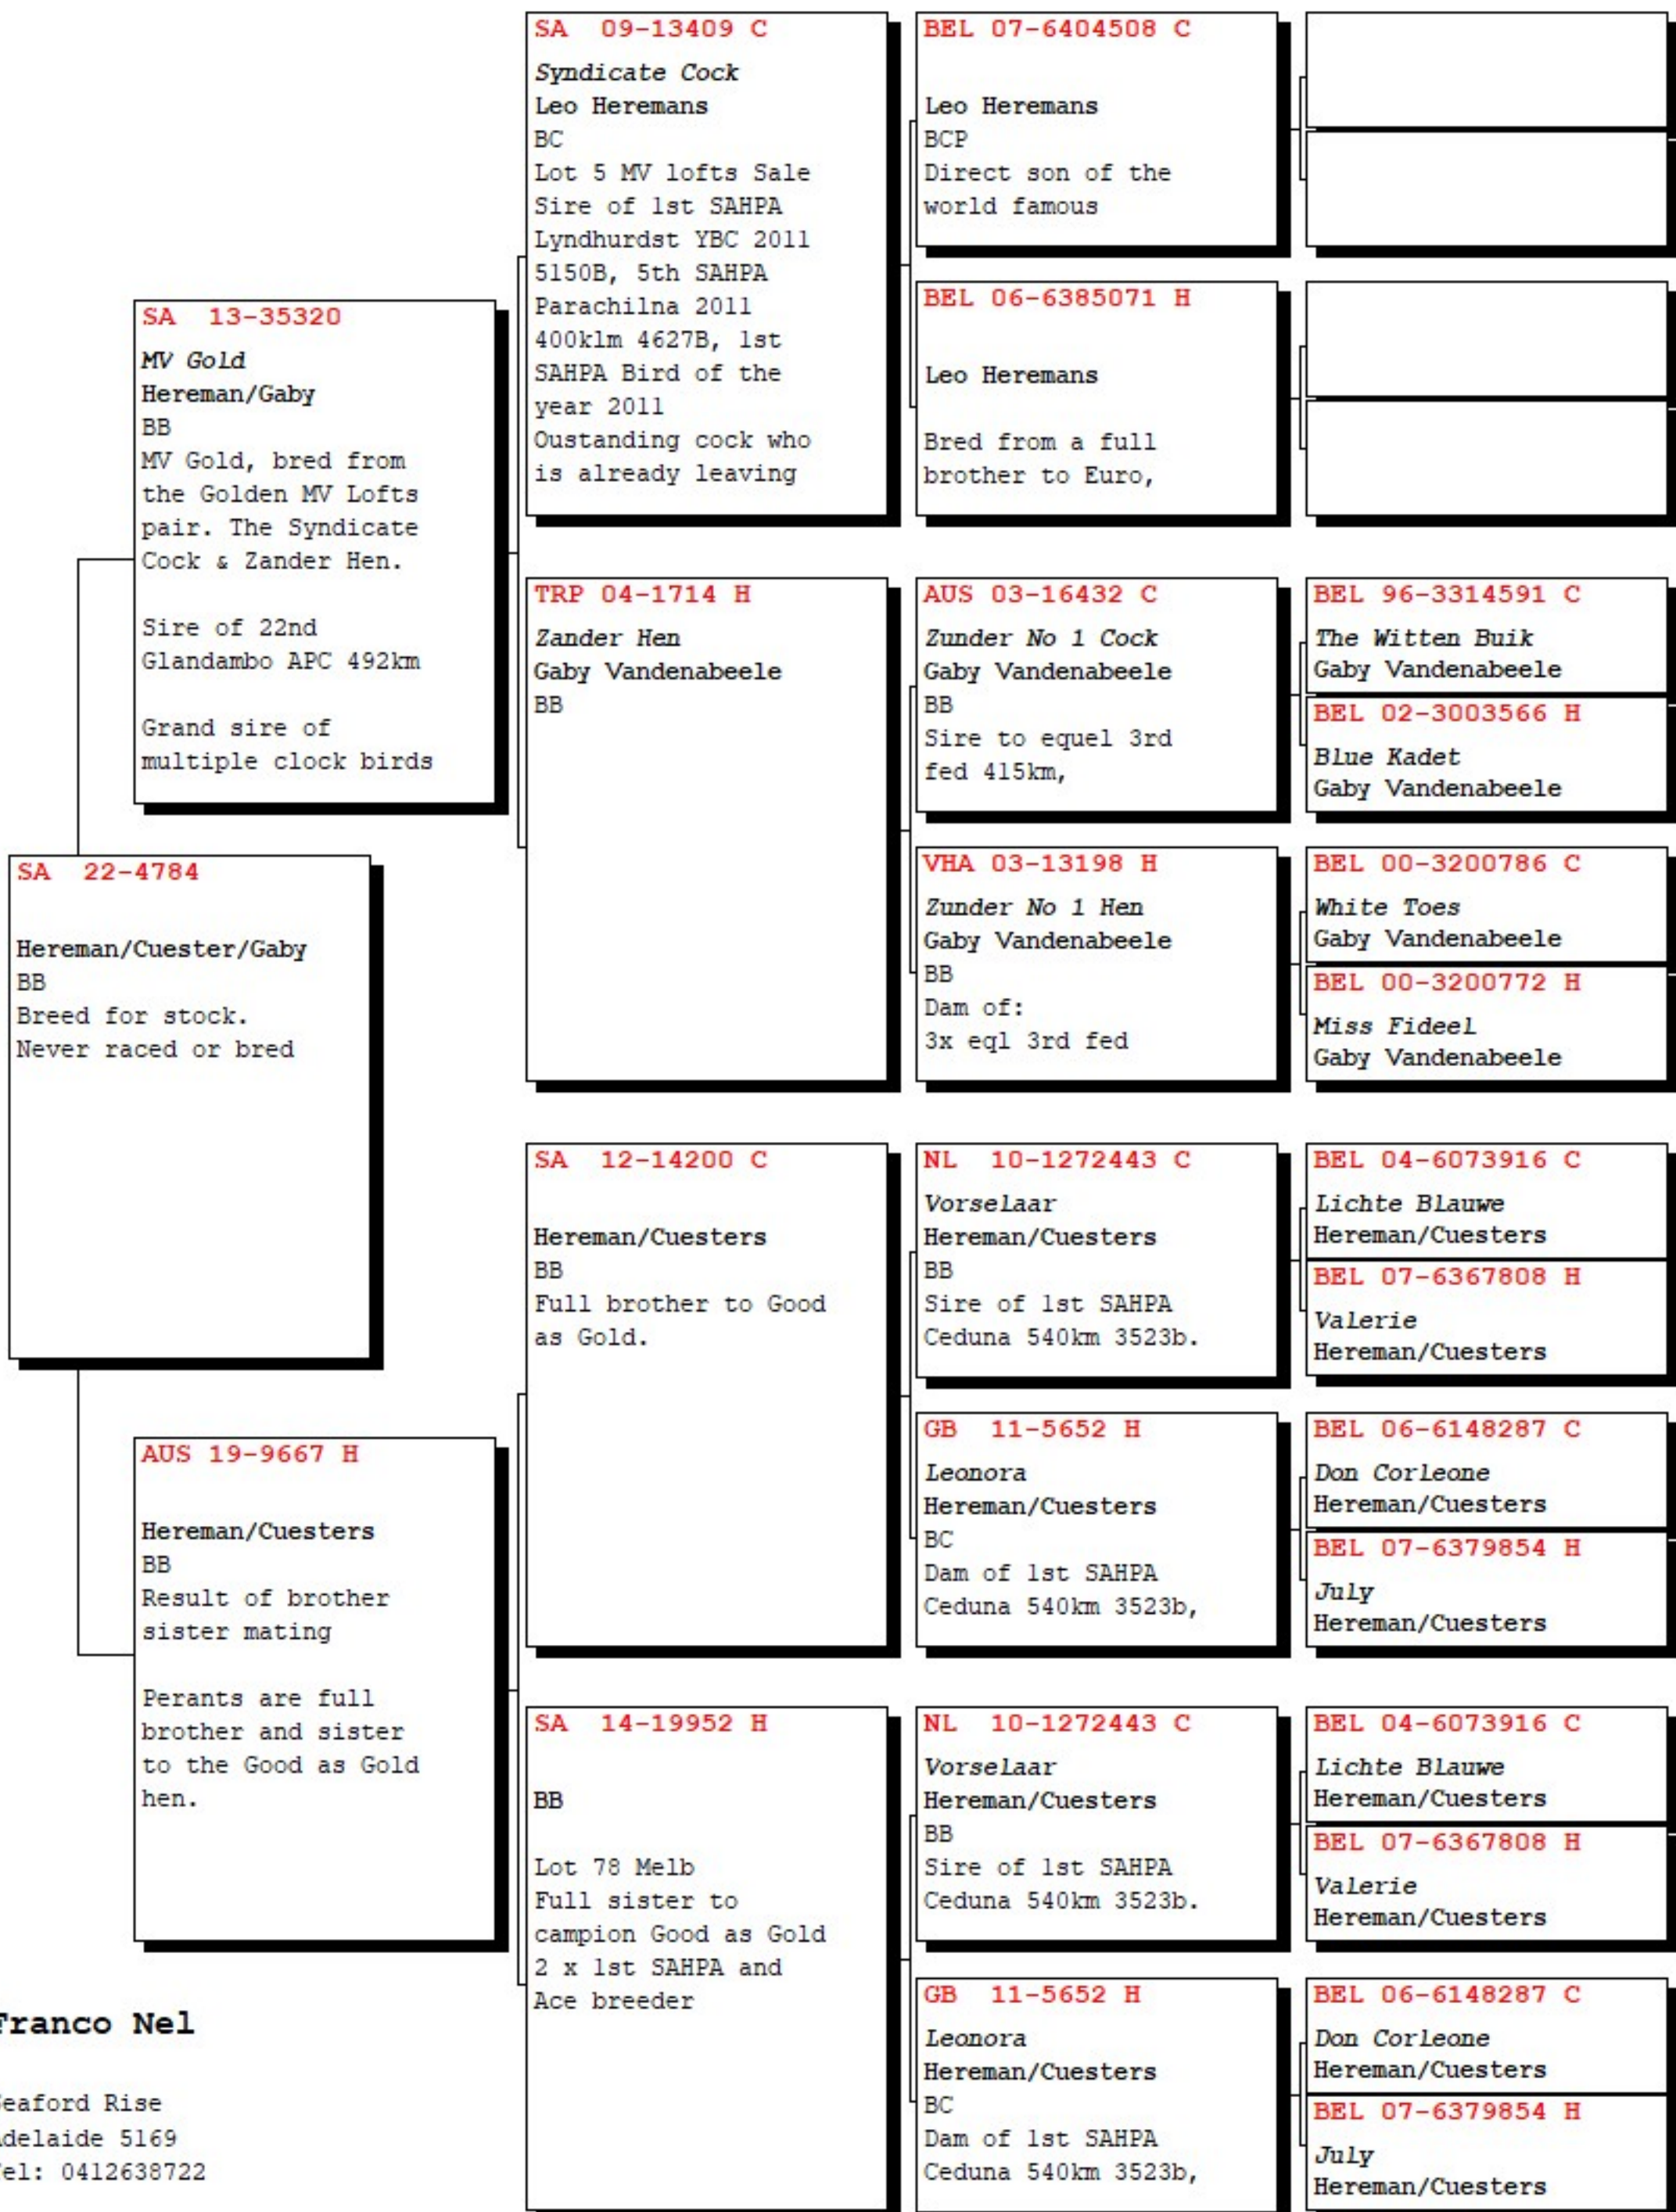 SA 22-4784
Hereman/Cuester/Gaby
BB
Breed for stock.
Never raced or bred
SA 13-35320
MV Gold
Hereman/Gaby
BB
MV Gold, bred from
the Golden MV Lofts
pair. The Syndicate
Cock & Zander Hen.
Sire of 22nd
Glandambo APC 492km
Grand sire of
multiple clock birds
AUS 19-9667 H
Hereman/Cuesters
BB
Result of brother
sister mating
Perants are full
brother and sister
to the Good as Gold
hen.
SA 09-13409 C
Syndicate Cock
Leo Heremans
BC
Lot 5 MV lofts Sale
Sire of 1st SAHPA
Lyndhurdst YBC 2011
5150B, 5th SAHPA
Parachilna 2011
400klm 4627B, 1st
SAHPA Bird of the
year 2011
Oustanding cock who
is already leaving
TRP 04-1714 H
Zander Hen
Gaby Vandenabeele
BB
SA 12-14200 C
Hereman/Cuesters
BB
Full brother to Good
as Gold.
SA 14-19952 H
BB
Lot 78 Melb
Full sister to
campion Good as Gold
2 x 1st SAHPA and
Ace breeder
BEL 07-6404508 C
Leo Heremans
BCP
Direct son of the
world famous
BEL 06-6385071 H
Leo Heremans
Bred from a full
brother to Euro,
AUS 03-16432 C
Zunder No 1 Cock
Gaby Vandenabeele
BB
Sire to equel 3rd
fed 415km,
VHA 03-13198 H
Zunder No 1 Hen
Gaby Vandenabeele
BB
Dam of:
3x eql 3rd fed
NL 10-1272443 C
Vorselaar
Hereman/Cuesters
BB
Sire of 1st SAHPA
Ceduna 540km 3523b.
GB 11-5652 H
Leonora
Hereman/Cuesters
BC
Dam of 1st SAHPA
Ceduna 540km 3523b,
NL 10-1272443 C
Vorselaar
Hereman/Cuesters
BB
Sire of 1st SAHPA
Ceduna 540km 3523b.
GB 11-5652 H
Leonora
Hereman/Cuesters
BC
Dam of 1st SAHPA
Ceduna 540km 3523b,
BEL 96-3314591 C
The Witten Buik
Gaby Vandenabeele
BEL 02-3003566 H
Blue Kadet
Gaby Vandenabeele
BEL 00-3200786 C
White Toes
Gaby Vandenabeele
BEL 00-3200772 H
Miss Fideel
Gaby Vandenabeele
BEL 04-6073916 C
Lichte Blauwe
Hereman/Cuesters
BEL 07-6367808 H
Valerie
Hereman/Cuesters
BEL 06-6148287 C
Don Corleone
Hereman/Cuesters
BEL 07-6379854 H
July
Hereman/Cuesters
BEL 04-6073916 C
Lichte Blauwe
Hereman/Cuesters
BEL 07-6367808 H
Valerie
Hereman/Cuesters
BEL 06-6148287 C
Don Corleone
Hereman/Cuesters
BEL 07-6379854 H
July
Hereman/Cuesters
Franco Nel
eaford Rise
delaide 5169
el: 0412638722